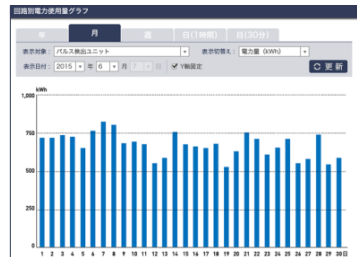 回路別電力使用量グラフ
年 月 週 日(1時間) 日(30分)
表示対象： パルス検出ユニット 表示切替え： 電力量 (kWh)
表示日付： 2015 年 6 月 日 Y軸固定 更新
kWh
1,000
750
500
250
0
1 2 3 4 5 6 7 8 9 10 11 12 13 14 15 16 17 18 19 20 21 22 23 24 25 26 27 28 29 30日